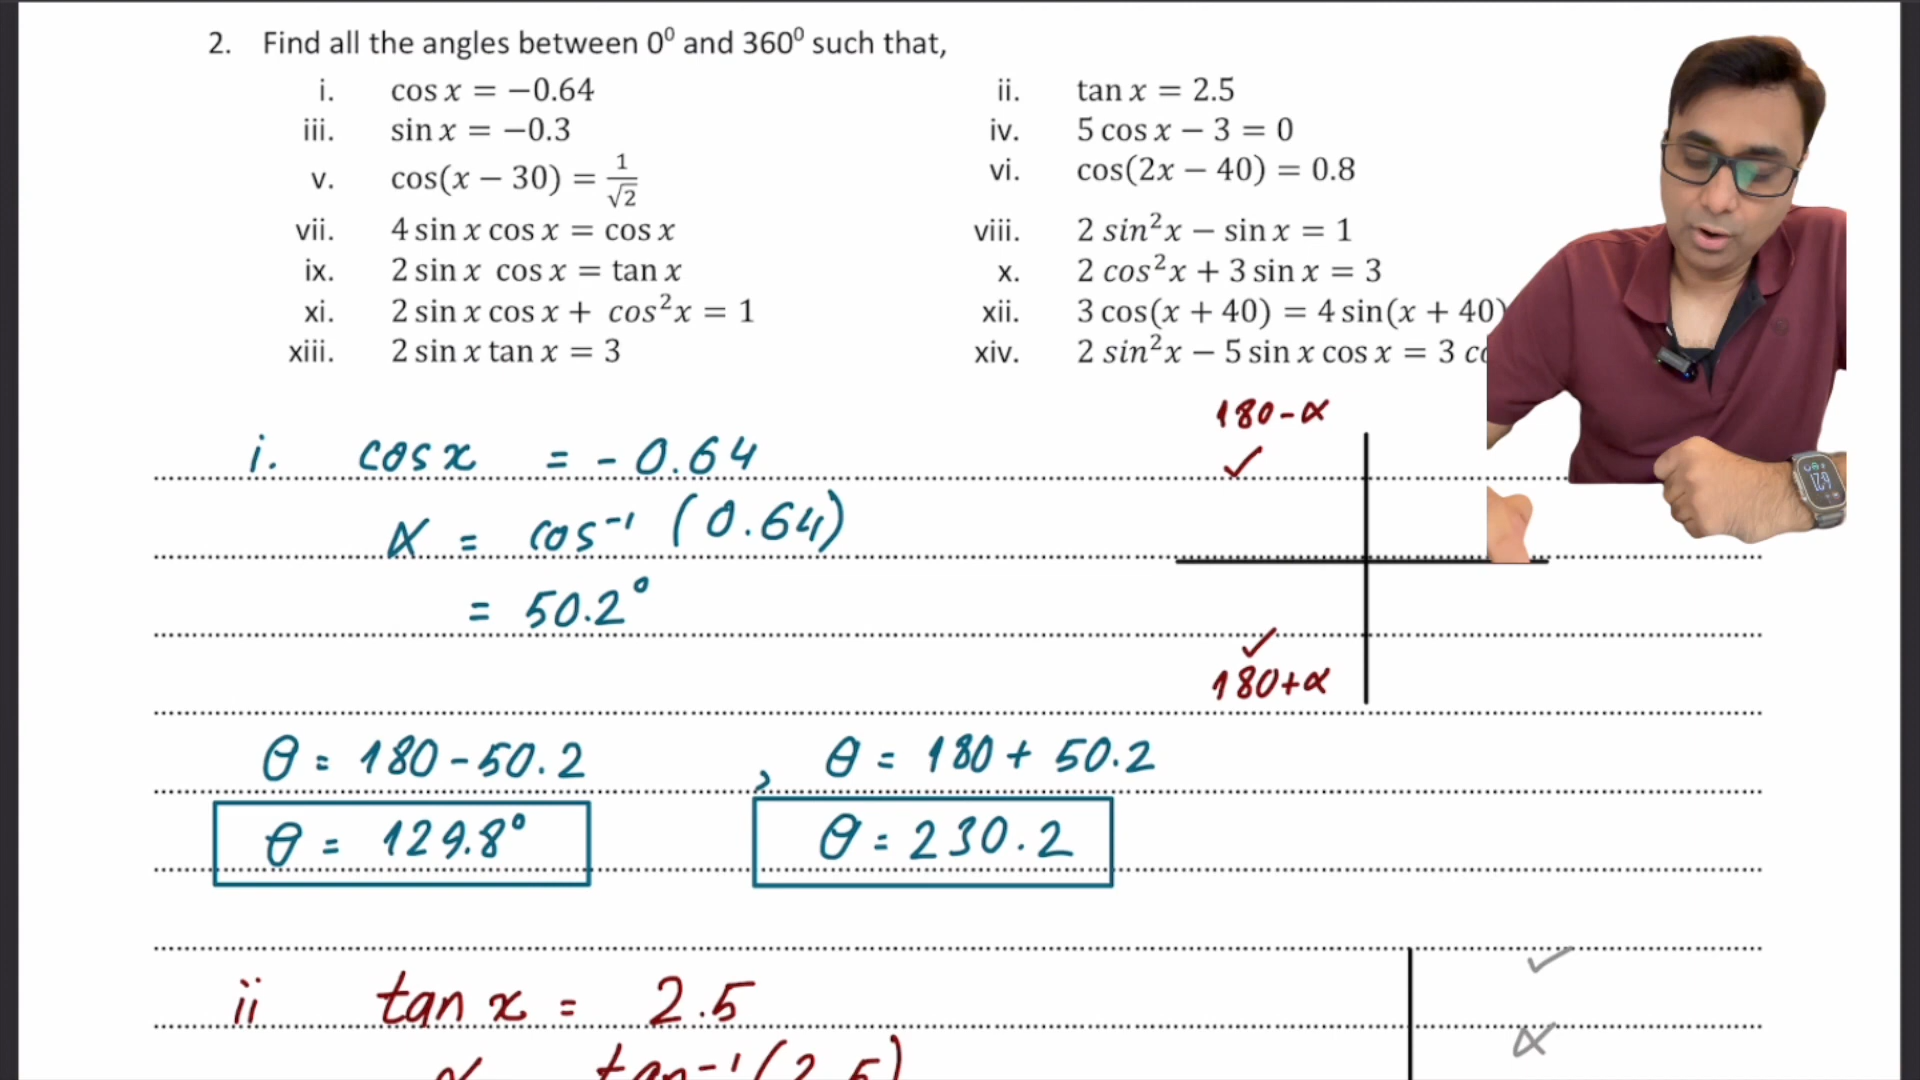 2. Find all the angles between 0⁰ and 360⁰ such that,
i. cos x = −0.64 ii. tan x = 2.5
iii. sin x = −0.3 iv. 5 cos x − 3 = 0
v. cos(x − 30) = 1/√2 vi. cos(2x − 40) = 0.8
vii. 4 sin x cos x = cos x viii. 2 sin²x − sin x = 1
ix. 2 sin x cos x = tan x x. 2 cos²x + 3 sin x = 3
xi. 2 sin x cos x + cos²x = 1 xii. 3 cos(x + 40) = 4 sin(x + 40)
xiii. 2 sin x tan x = 3 xiv. 2 sin²x − 5 sin x cos x = 3
180-α
i. cos x = - 0.64
✓
α = cos⁻¹ (0.64)
= 50.2°
✓
180+α
θ = 180 - 50.2 , θ = 180 + 50.2
θ = 129.8° θ = 230.2
✓
ii tan x = 2.5
α
tan⁻¹(2.5)